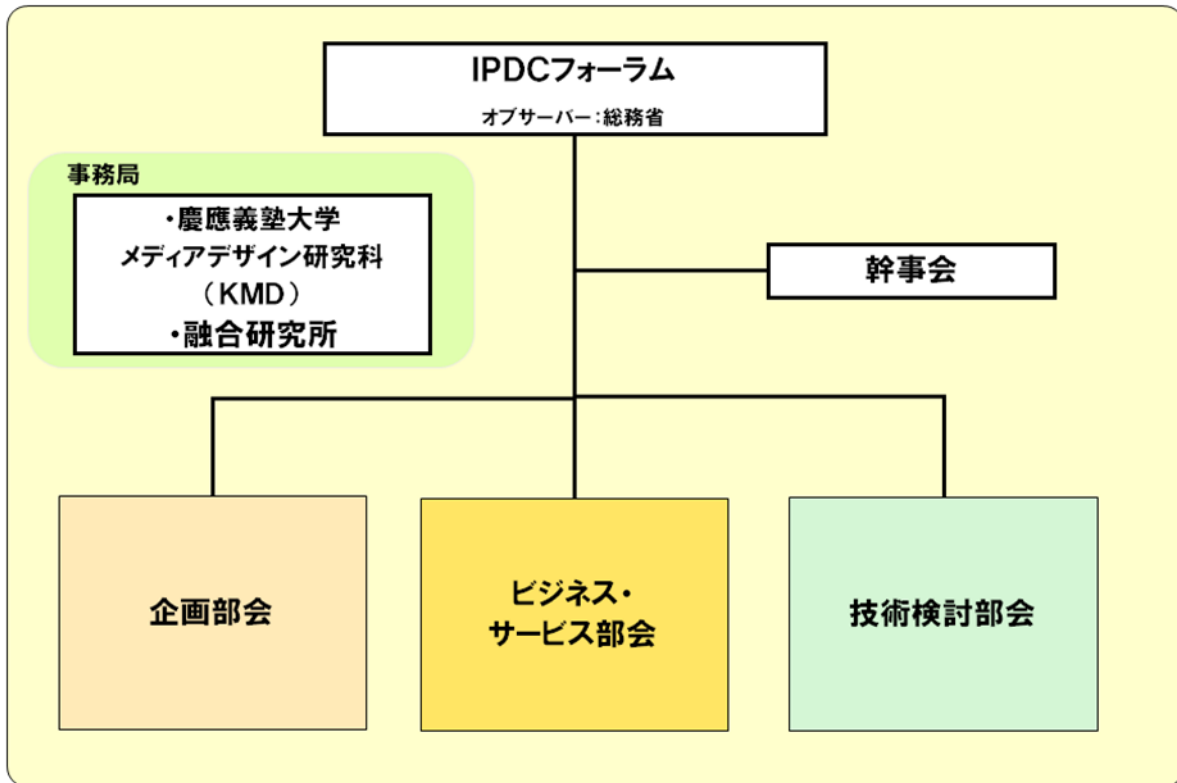 IPDCフォーラム
オブサーバー：総務省
事務局
・慶應義塾大学
メディアデザイン研究科
（KMD）
・融合研究所
幹事会
企画部会
ビジネス・
サービス部会
技術検討部会